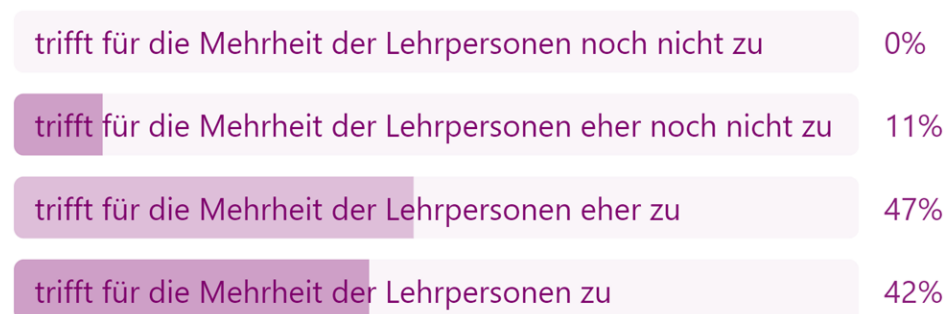 trifft für die Mehrheit der Lehrpersonen noch nicht zu 0%
trifft für die Mehrheit der Lehrpersonen eher noch nicht zu 11%
trifft für die Mehrheit der Lehrpersonen eher zu 47%
trifft für die Mehrheit der Lehrpersonen zu 42%